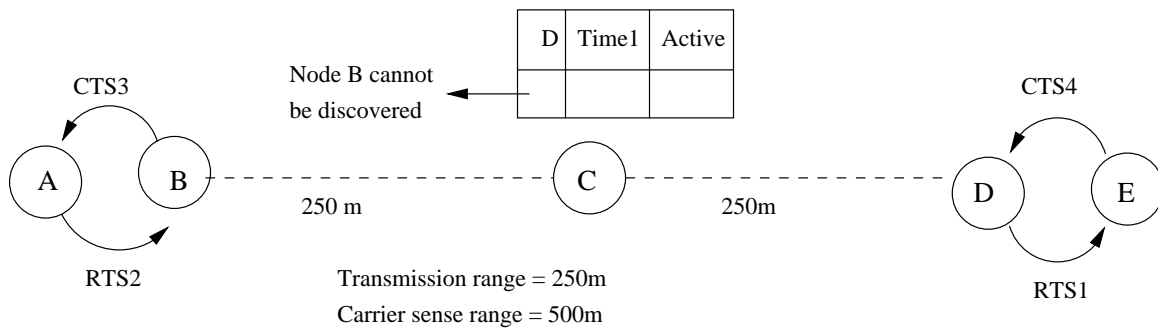 D Time1 Active
Node B cannot
be discovered
CTS3
CTS4
A
B
C
D
E
250 m
250m
RTS2
RTS1
Transmission range = 250m
Carrier sense range = 500m